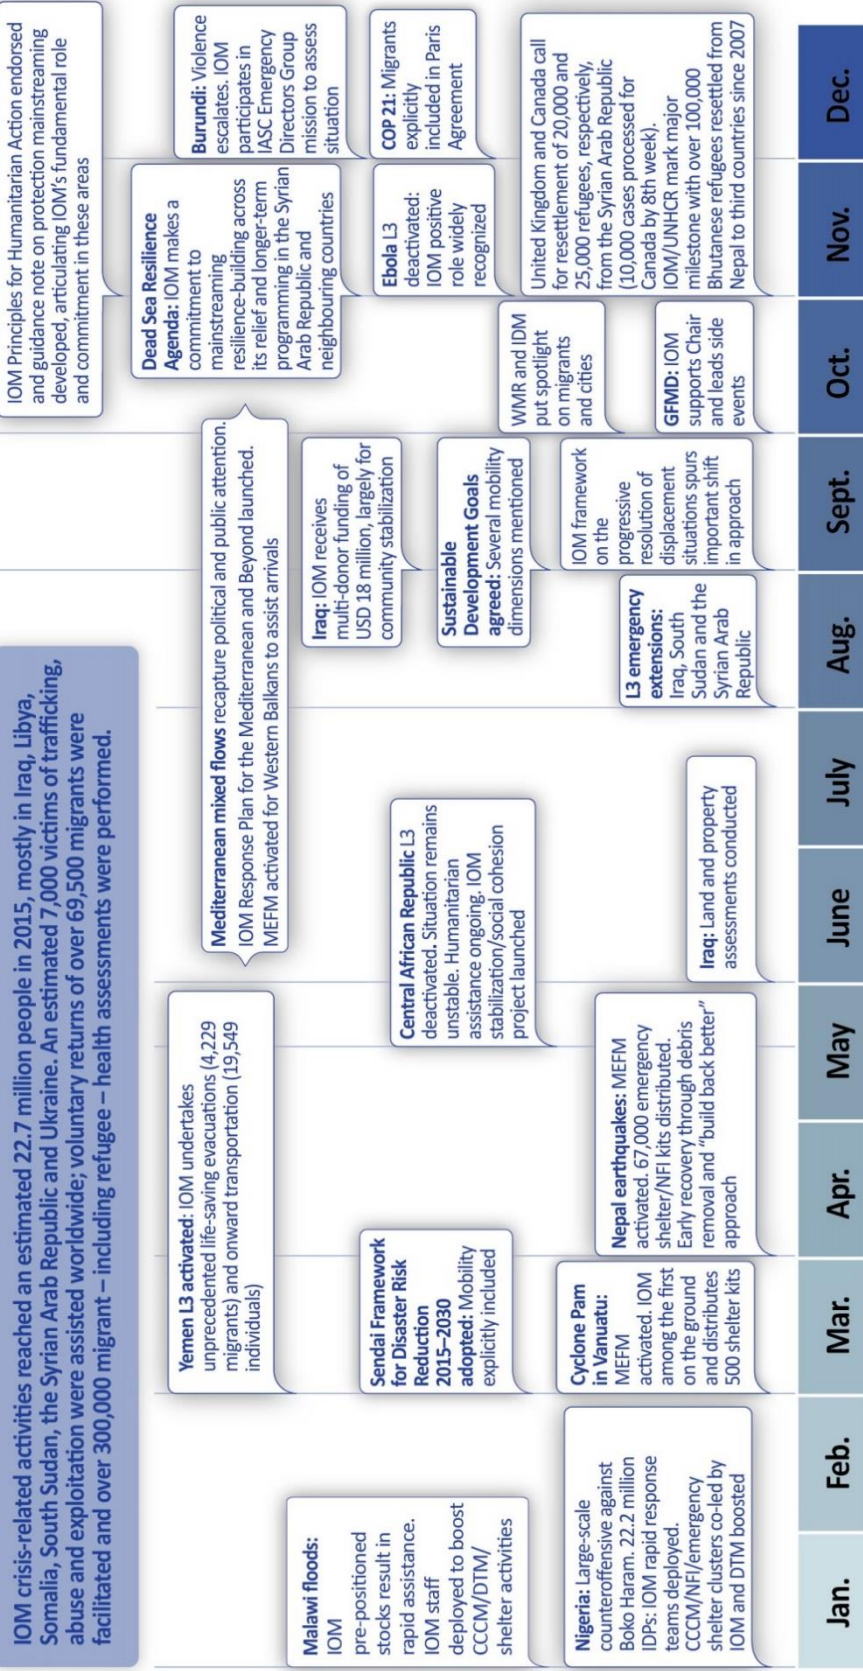 IOM crisis-related activities reached an estimated 22.7 million people in 2015, mostly in Iraq, Libya,
Somalia, South Sudan, the Syrian Arab Republic and Ukraine. An estimated 7,000 victims of trafficking,
abuse and exploitation were assisted worldwide; voluntary returns of over 69,500 migrants were
facilitated and over 300,000 migrant – including refugee – health assessments were performed.
IOM Principles for Humanitarian Action endorsed
and guidance note on protection mainstreaming
developed, articulating IOM's fundamental role
and commitment in these areas
Malawi floods:
IOM
pre-positioned
stocks result in
rapid assistance.
IOM staff
deployed to boost
CCCM/DTM/
shelter activities
Nigeria: Large-scale
counteroffensive against
Boko Haram. 22.2 million
IDPs: IOM rapid response
teams deployed.
CCCM/NFI/emergency
shelter clusters co-led by
IOM and DTM boosted
Yemen L3 activated: IOM undertakes
unprecedented life-saving evacuations (4,229
migrants) and onward transportation (19,549
individuals)
Sendai Framework
for Disaster Risk
Reduction
2015–2030
adopted: Mobility
explicitly included
Cyclone Pam
in Vanuatu:
MEFM
activated. IOM
among the first
on the ground
and distributes
500 shelter kits
Nepal earthquakes: MEFM
activated. 67,000 emergency
shelter/NFI kits distributed.
Early recovery through debris
removal and "build back better"
approach
Central African Republic L3
deactivated. Situation remains
unstable. Humanitarian
assistance ongoing. IOM
stabilization/social cohesion
project launched
Iraq: Land and property
assessments conducted
Mediterranean mixed flows recapture political and public attention.
IOM Response Plan for the Mediterranean and Beyond launched.
MEFM activated for Western Balkans to assist arrivals
Iraq: IOM receives
multi-donor funding of
USD 18 million, largely for
community stabilization
Sustainable
Development Goals
agreed: Several mobility
dimensions mentioned
L3 emergency
extensions:
Iraq, South
Sudan and the
Syrian Arab
Republic
IOM framework
on the
progressive
resolution of
displacement
situations spurs
important shift
in approach
Dead Sea Resilience
Agenda: IOM makes a
commitment to
mainstreaming
resilience-building across
its relief and longer-term
programming in the Syrian
Arab Republic and
neighbouring countries
WMR and IDM
put spotlight
on migrants
and cities
GFMD: IOM
supports Chair
and leads side
events
Burundi: Violence
escalates. IOM
participates in
IASC Emergency
Directors Group
mission to assess
situation
Ebola L3
deactivated:
IOM positive
role widely
recognized
COP 21: Migrants
explicitly
included in Paris
Agreement
United Kingdom and Canada call
for resettlement of 20,000 and
25,000 refugees, respectively,
from the Syrian Arab Republic
(10,000 cases processed for
Canada by 8th week).
IOM/UNHCR mark major
milestone with over 100,000
Bhutanese refugees resettled from
Nepal to third countries since 2007
Jan.
Feb.
Mar.
Apr.
May
June
July
Aug.
Sept.
Oct.
Nov.
Dec.